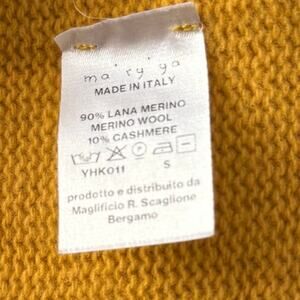 ma'ry'ya
MADE IN ITALY
90% LANA MERINO
MERINO WOOL
10% CASHMERE
YHK011 S
prodotto e distribuito da
Maglificio R. Scaglione
Bergamo